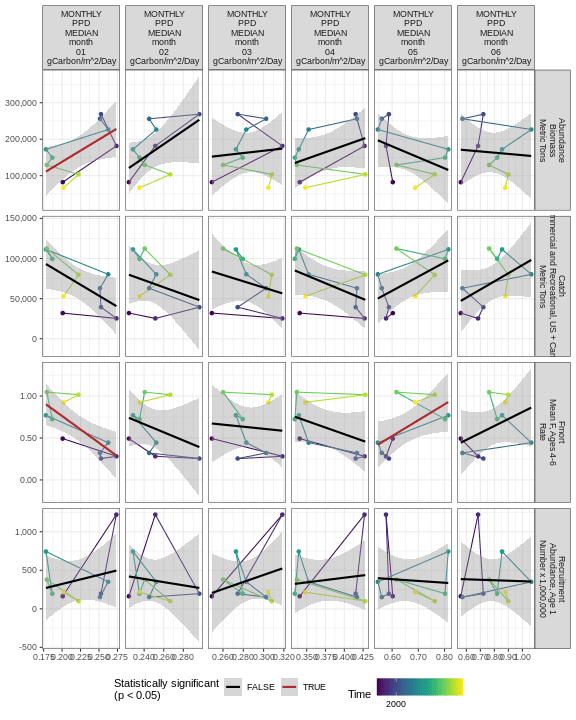 MONTHLY
PPD
MEDIAN
month
01
gCarbon/m^2/Day
MONTHLY
PPD
MEDIAN
month
02
gCarbon/m^2/Day
MONTHLY
PPD
MEDIAN
month
03
gCarbon/m^2/Day
MONTHLY
PPD
MEDIAN
month
04
gCarbon/m^2/Day
MONTHLY
PPD
MEDIAN
month
05
gCarbon/m^2/Day
MONTHLY
PPD
MEDIAN
month
06
gCarbon/m^2/Day
300,000
200,000
100,000
Abundance
Biomass
Metric Tons
150,000
100,000
50,000
0
Catch
mmercial and Recreational, US + Can
Metric Tons
1.00
0.50
0.00
Fmort
Mean F, Ages 4-6
Rate
1,000
500
0
-500
Recruitment
Abundance, Age 1
Number x 1,000,000
0.175 0.200 0.225 0.250 0.275
0.240 0.260 0.280
0.260 0.280 0.300 0.320
0.350 0.375 0.400 0.425
0.60 0.70 0.80
0.60 0.70 0.80 0.90 1.00
Statistically significant
(p < 0.05)
FALSE
TRUE
Time
2000